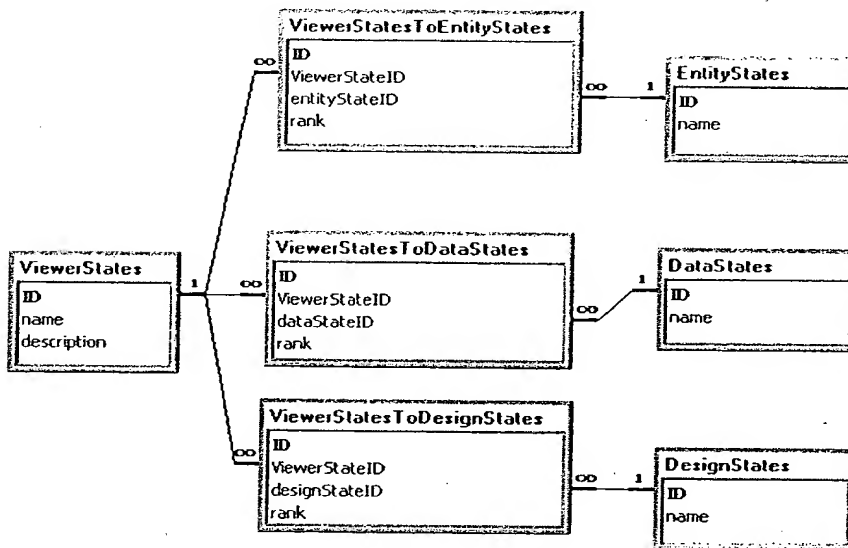 ViewerStatesToEntityStates
ID
ViewerStateID
entityStateID
rank
∞
∞
1
EntityStates
ID
name
ViewerStates
ID
name
description
1
∞
ViewerStatesToDataStates
ID
ViewerStateID
dataStateID
rank
∞
1
DataStates
ID
name
∞
ViewerStatesToDesignStates
ID
ViewerStateID
designStateID
rank
∞
1
DesignStates
ID
name